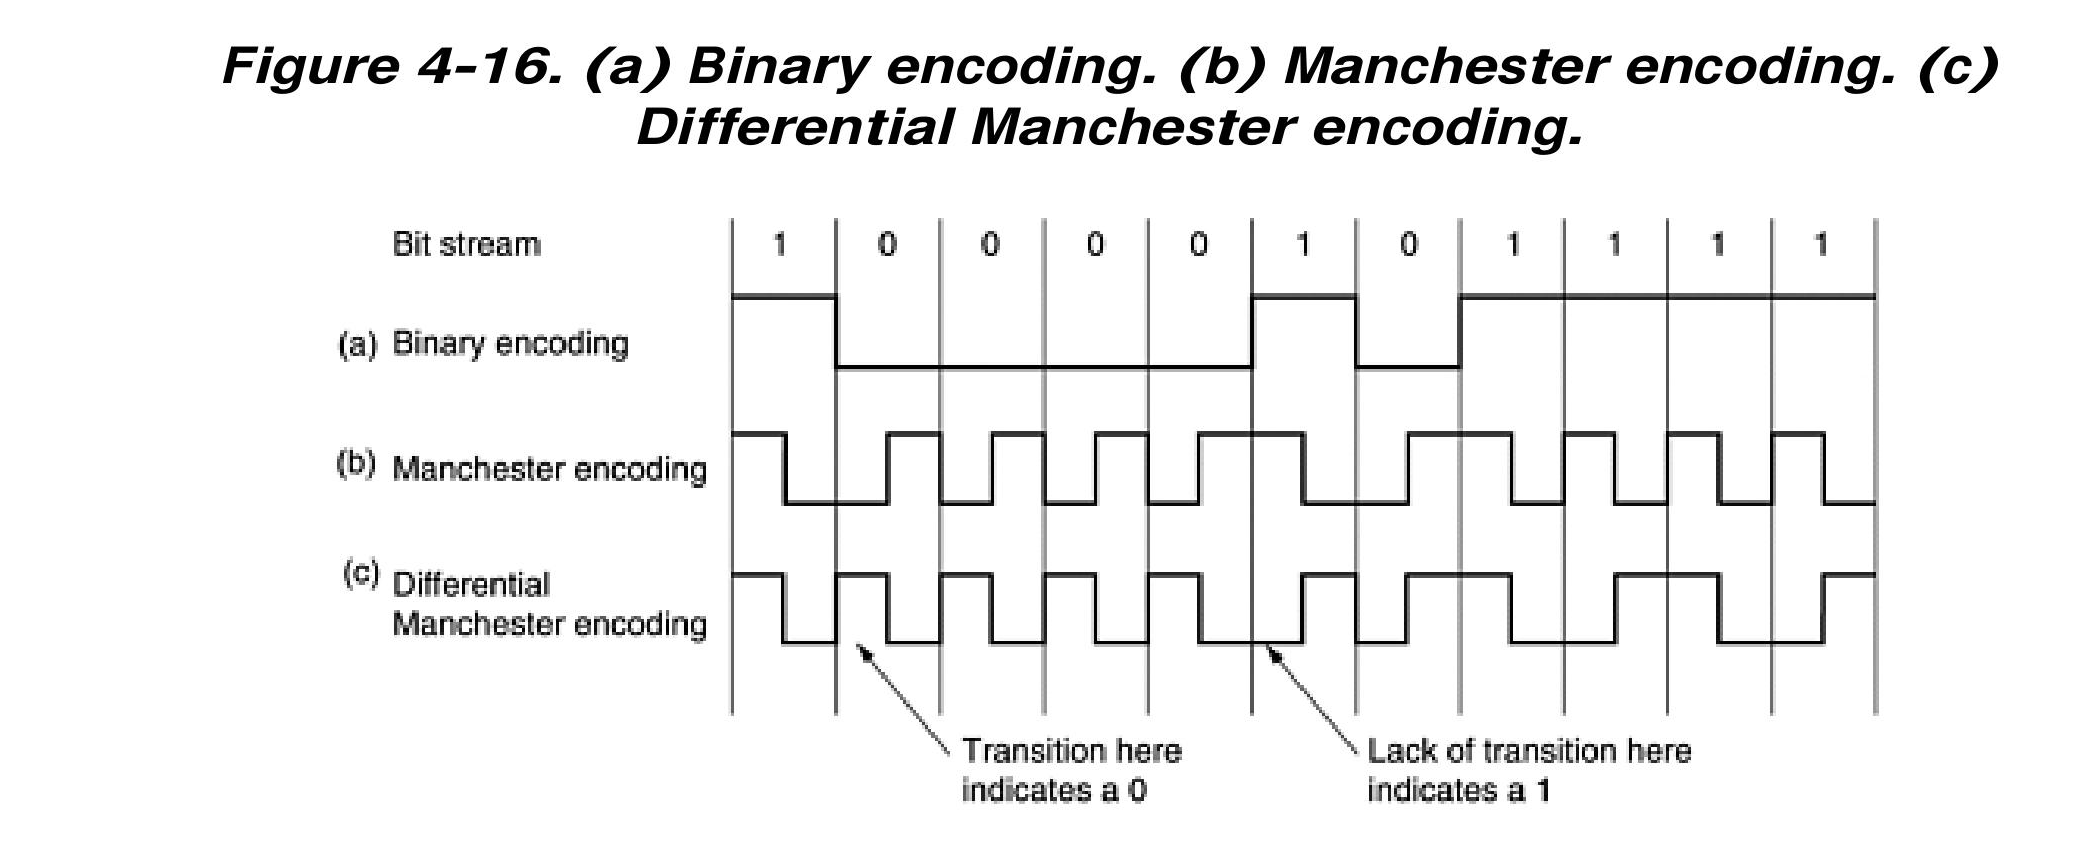 Figure 4-16. (a) Binary encoding. (b) Manchester encoding. (c)
Differential Manchester encoding.
Bit stream 1 0 0 0 0 1 0 1 1 1 1
(a) Binary encoding
(b) Manchester encoding
(c) Differential
Manchester encoding
Transition here
indicates a 0
Lack of transition here
indicates a 1